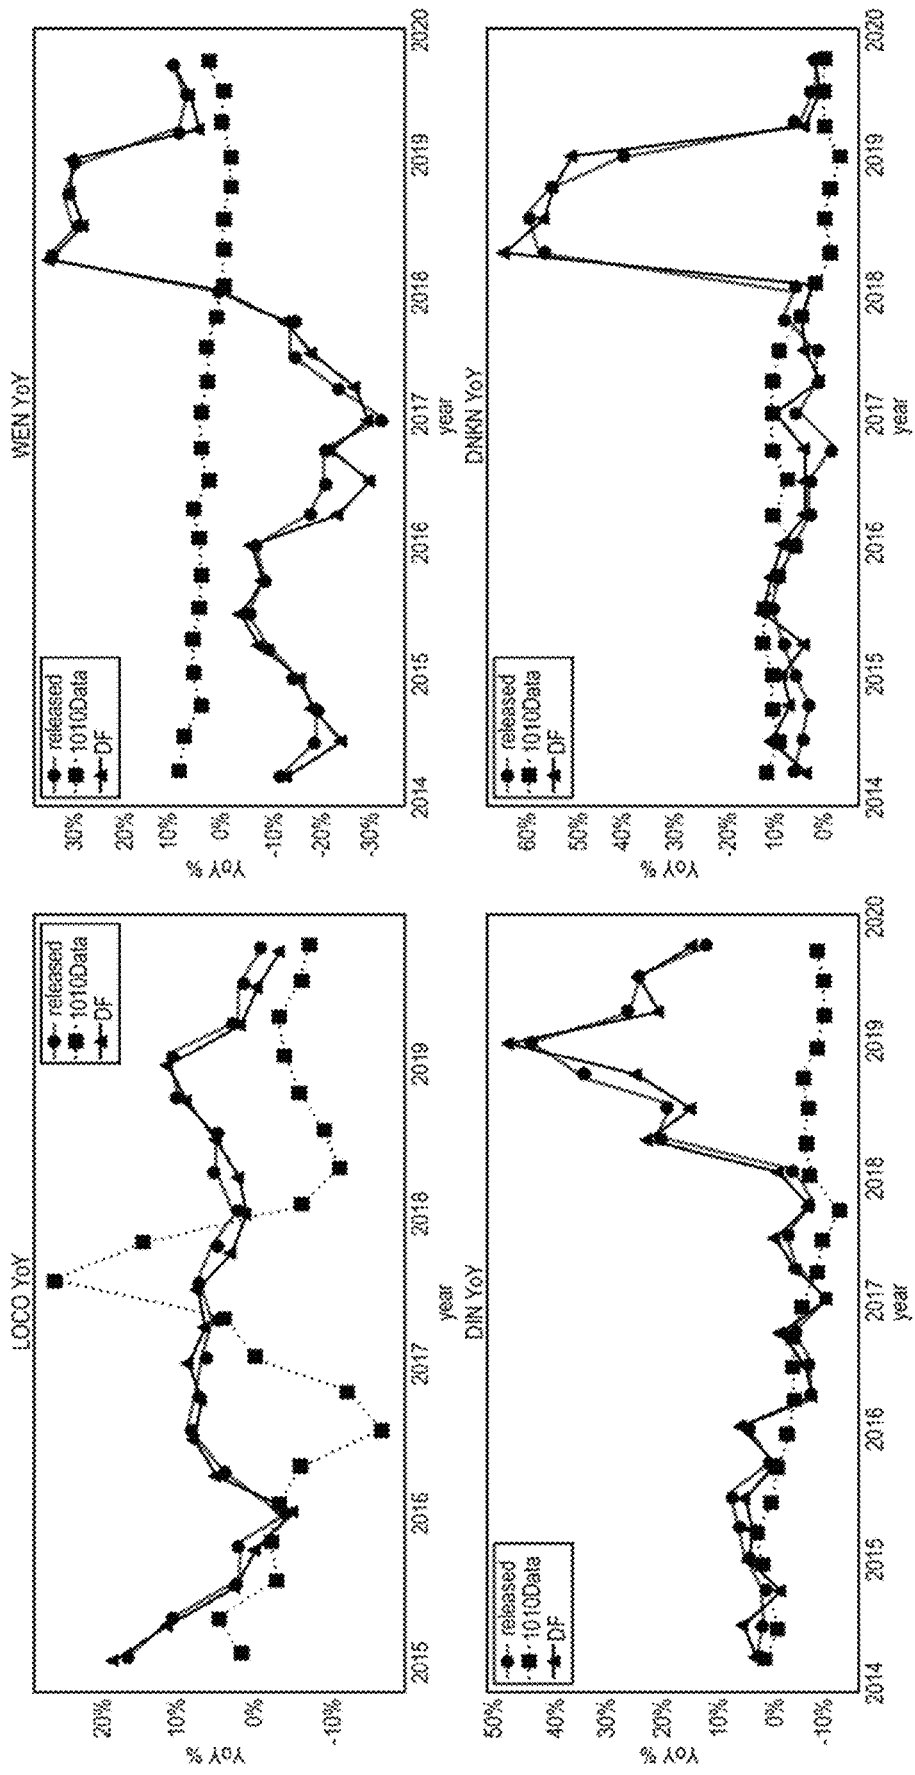 LOCO YoY
released
1010Data
DF
YoY %
20%
10%
0%
-10%
2015
2016
2017
2018
2019
year
WEN YoY
released
1010Data
DF
YoY %
30%
20%
10%
0%
-10%
-20%
-30%
2014
2015
2016
2017
2018
2019
2020
year
DIN YoY
released
1010Data
DF
YoY %
50%
40%
30%
20%
10%
0%
-10%
2014
2015
2016
2017
2018
2019
2020
year
DNKN YoY
released
1010Data
DF
YoY %
60%
50%
40%
30%
-20%
10%
0%
2014
2015
2016
2017
2018
2019
2020
year